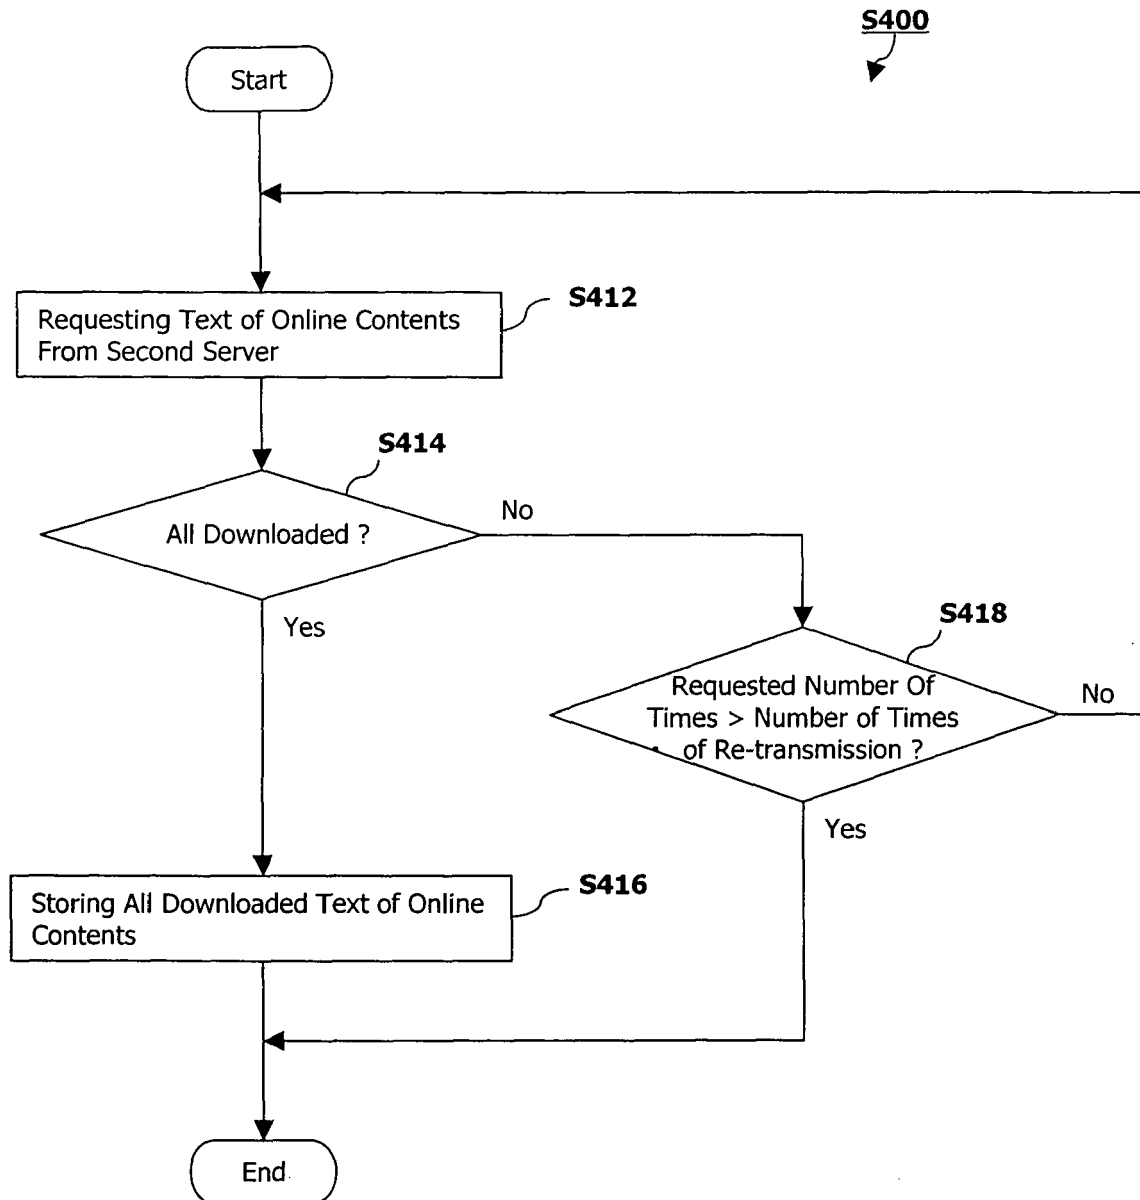 S400
Start
S412
Requesting Text of Online Contents
From Second Server
S414
All Downloaded ?
No
Yes
S418
Requested Number Of
Times > Number of Times
of Re-transmission ?
No
Yes
S416
Storing All Downloaded Text of Online
Contents
End